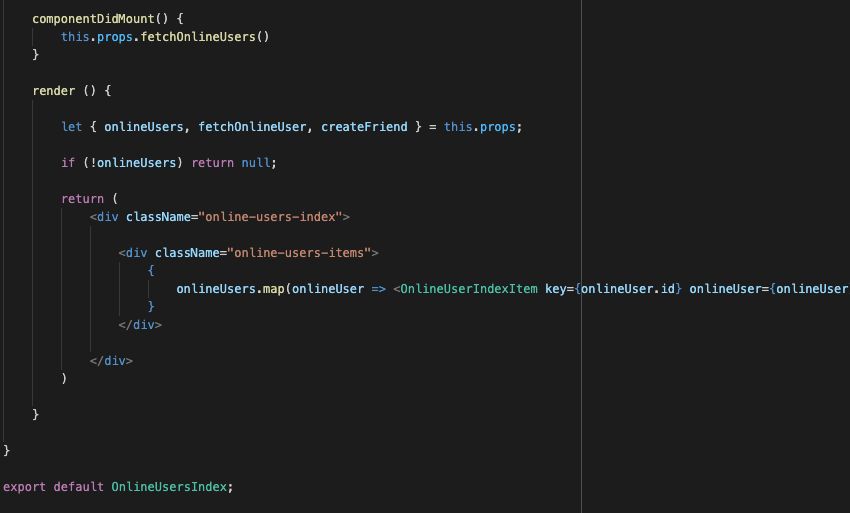 componentDidMount() {
this.props.fetchOnlineUsers()
}
render () {
let { onlineUsers, fetchOnlineUser, createFriend } = this.props;
if (!onlineUsers) return null;
return (
<div className="online-users-index">
<div className="online-users-items">
{
onlineUsers.map(onlineUser => <OnlineUserIndexItem key={onlineUser.id} onlineUser={onlineUser
}
</div>
</div>
)
}
}
export default OnlineUsersIndex;